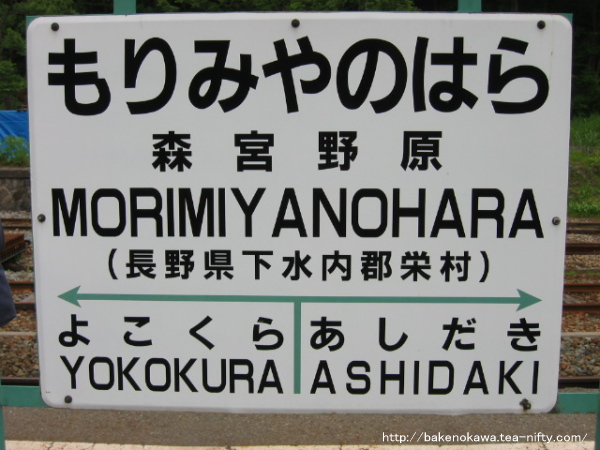 もりみやのはら
森宮野原
MORIMIYANOHARA
(長野県下水内郡栄村)
よこくら あしだき
YOKOKURA ASHIDAKI
http://bakenokawa.tea-nifty.com/